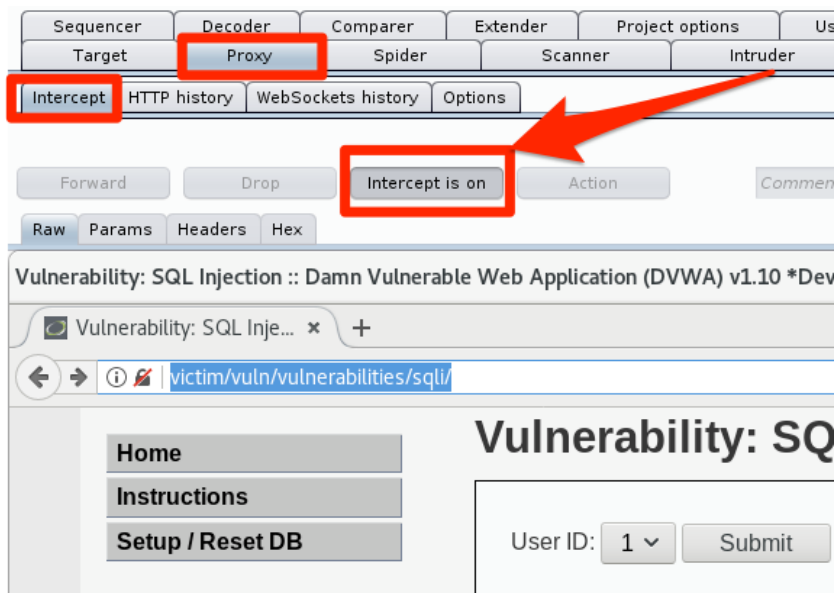 Sequencer Decoder Comparer Extender Project options Us
Target Proxy Spider Scanner Intruder
Intercept HTTP history WebSockets history Options
Forward Drop Intercept is on Action Commen
Raw Params Headers Hex
Vulnerability: SQL Injection :: Damn Vulnerable Web Application (DVWA) v1.10 *Dev
Vulnerability: SQL Inje... × +
victim/vuln/vulnerabilities/sqli/
Home
Instructions
Setup / Reset DB
Vulnerability: SQ
User ID: 1 Submit